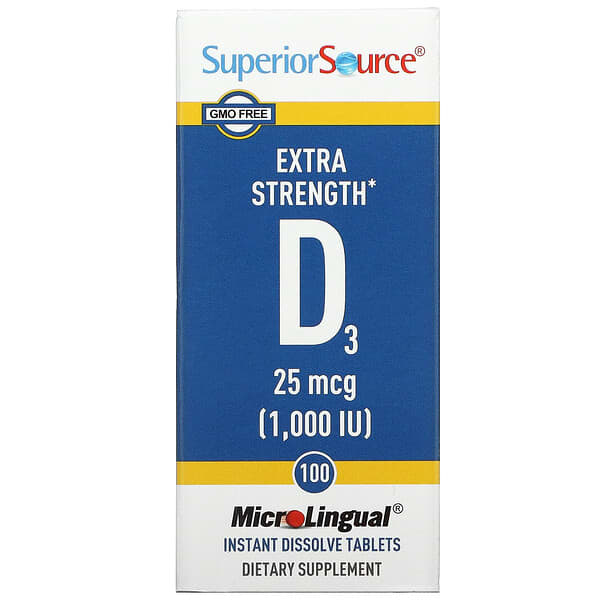 SuperiorSource®
GMO FREE
EXTRA
STRENGTH*
D3
25 mcg
(1,000 IU)
100
MicroLingual®
INSTANT DISSOLVE TABLETS
DIETARY SUPPLEMENT